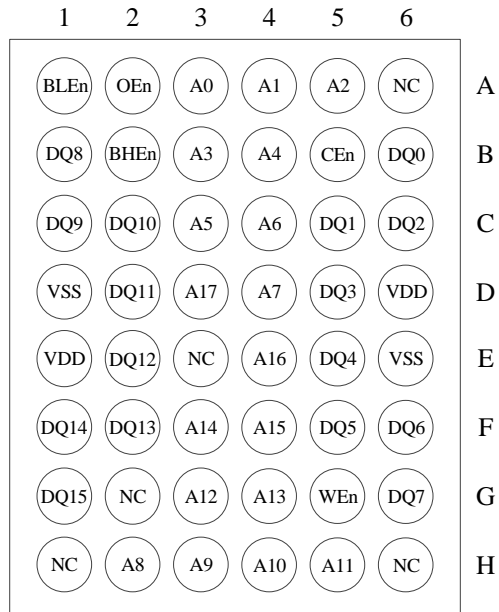 1 2 3 4 5 6
BLEn OEn A0 A1 A2 NC A
DQ8 BHEn A3 A4 CEn DQ0 B
DQ9 DQ10 A5 A6 DQ1 DQ2 C
VSS DQ11 A17 A7 DQ3 VDD D
VDD DQ12 NC A16 DQ4 VSS E
DQ14 DQ13 A14 A15 DQ5 DQ6 F
DQ15 NC A12 A13 WEn DQ7 G
NC A8 A9 A10 A11 NC H